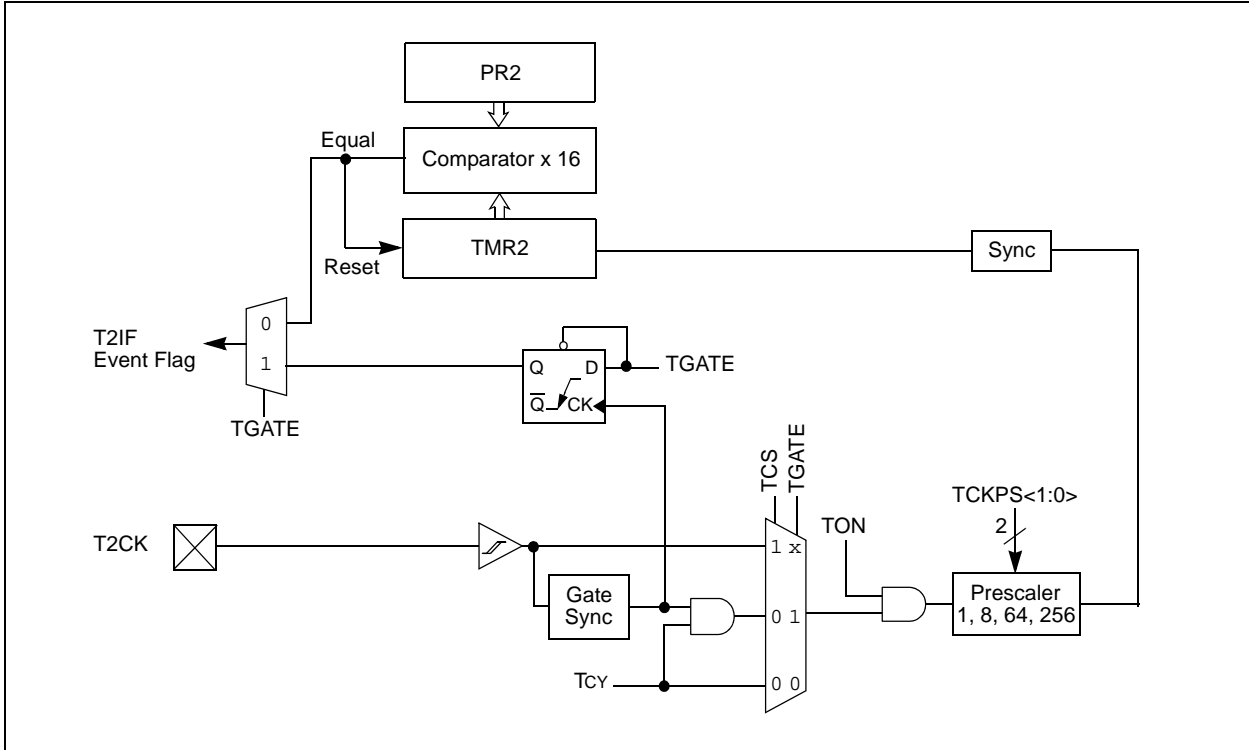 PR2
Equal
Comparator x 16
TMR2
Reset
Sync
0
T2IF
Event Flag
1
Q
D
TGATE
Q
CK
TGATE
TCS
TGATE
TCKPS<1:0>
2
TON
T2CK
1 x
Gate
Sync
0 1
Prescaler
1, 8, 64, 256
TCY
0 0